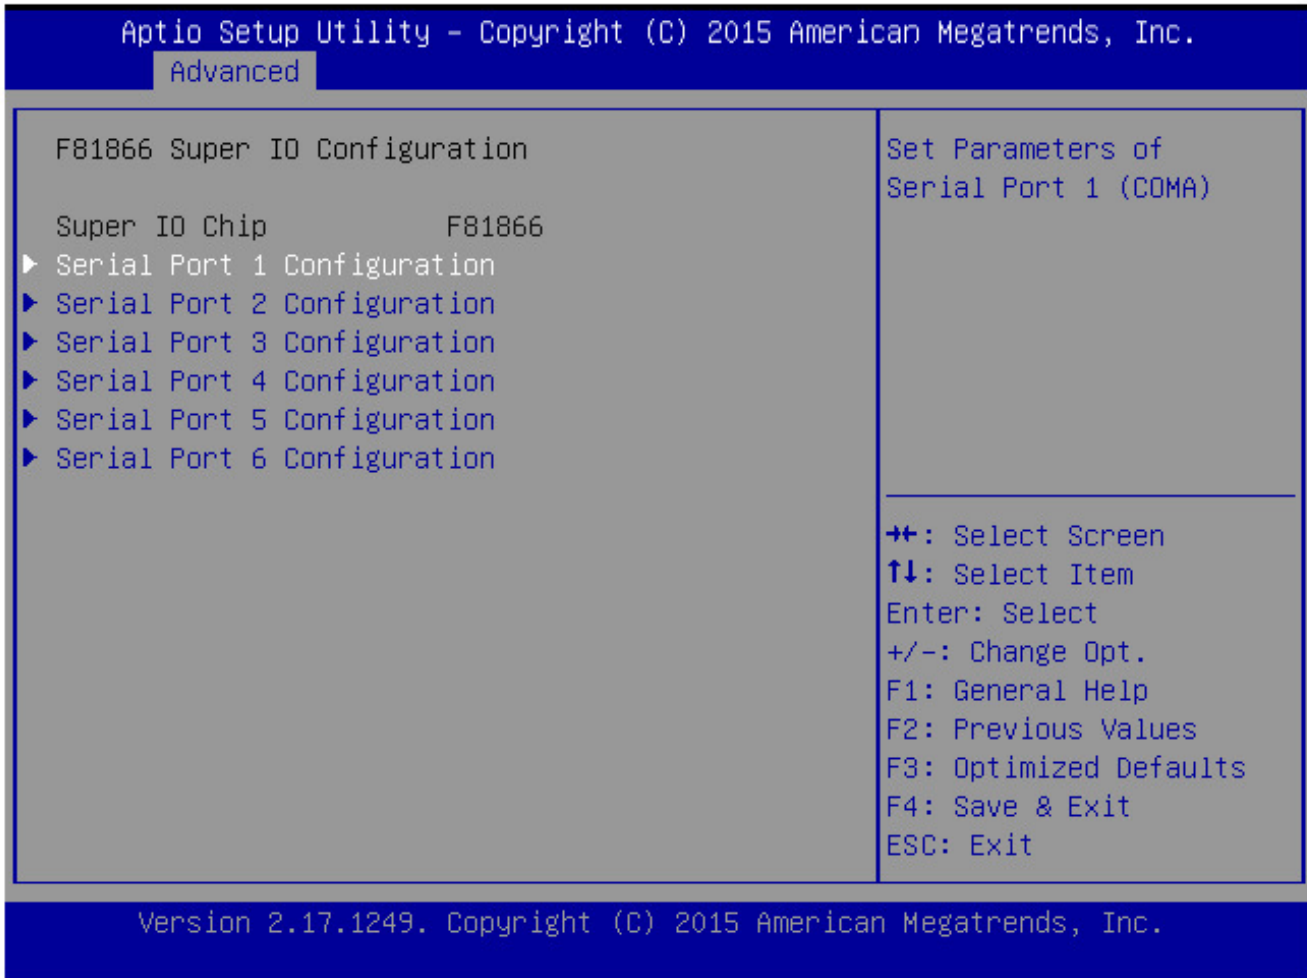 Aptio Setup Utility – Copyright (C) 2015 American Megatrends, Inc.
Advanced
F81866 Super IO Configuration
Super IO Chip F81866
▶ Serial Port 1 Configuration
▶ Serial Port 2 Configuration
▶ Serial Port 3 Configuration
▶ Serial Port 4 Configuration
▶ Serial Port 5 Configuration
▶ Serial Port 6 Configuration
Set Parameters of
Serial Port 1 (COMA)
→←: Select Screen
↑↓: Select Item
Enter: Select
+/-: Change Opt.
F1: General Help
F2: Previous Values
F3: Optimized Defaults
F4: Save & Exit
ESC: Exit
Version 2.17.1249. Copyright (C) 2015 American Megatrends, Inc.